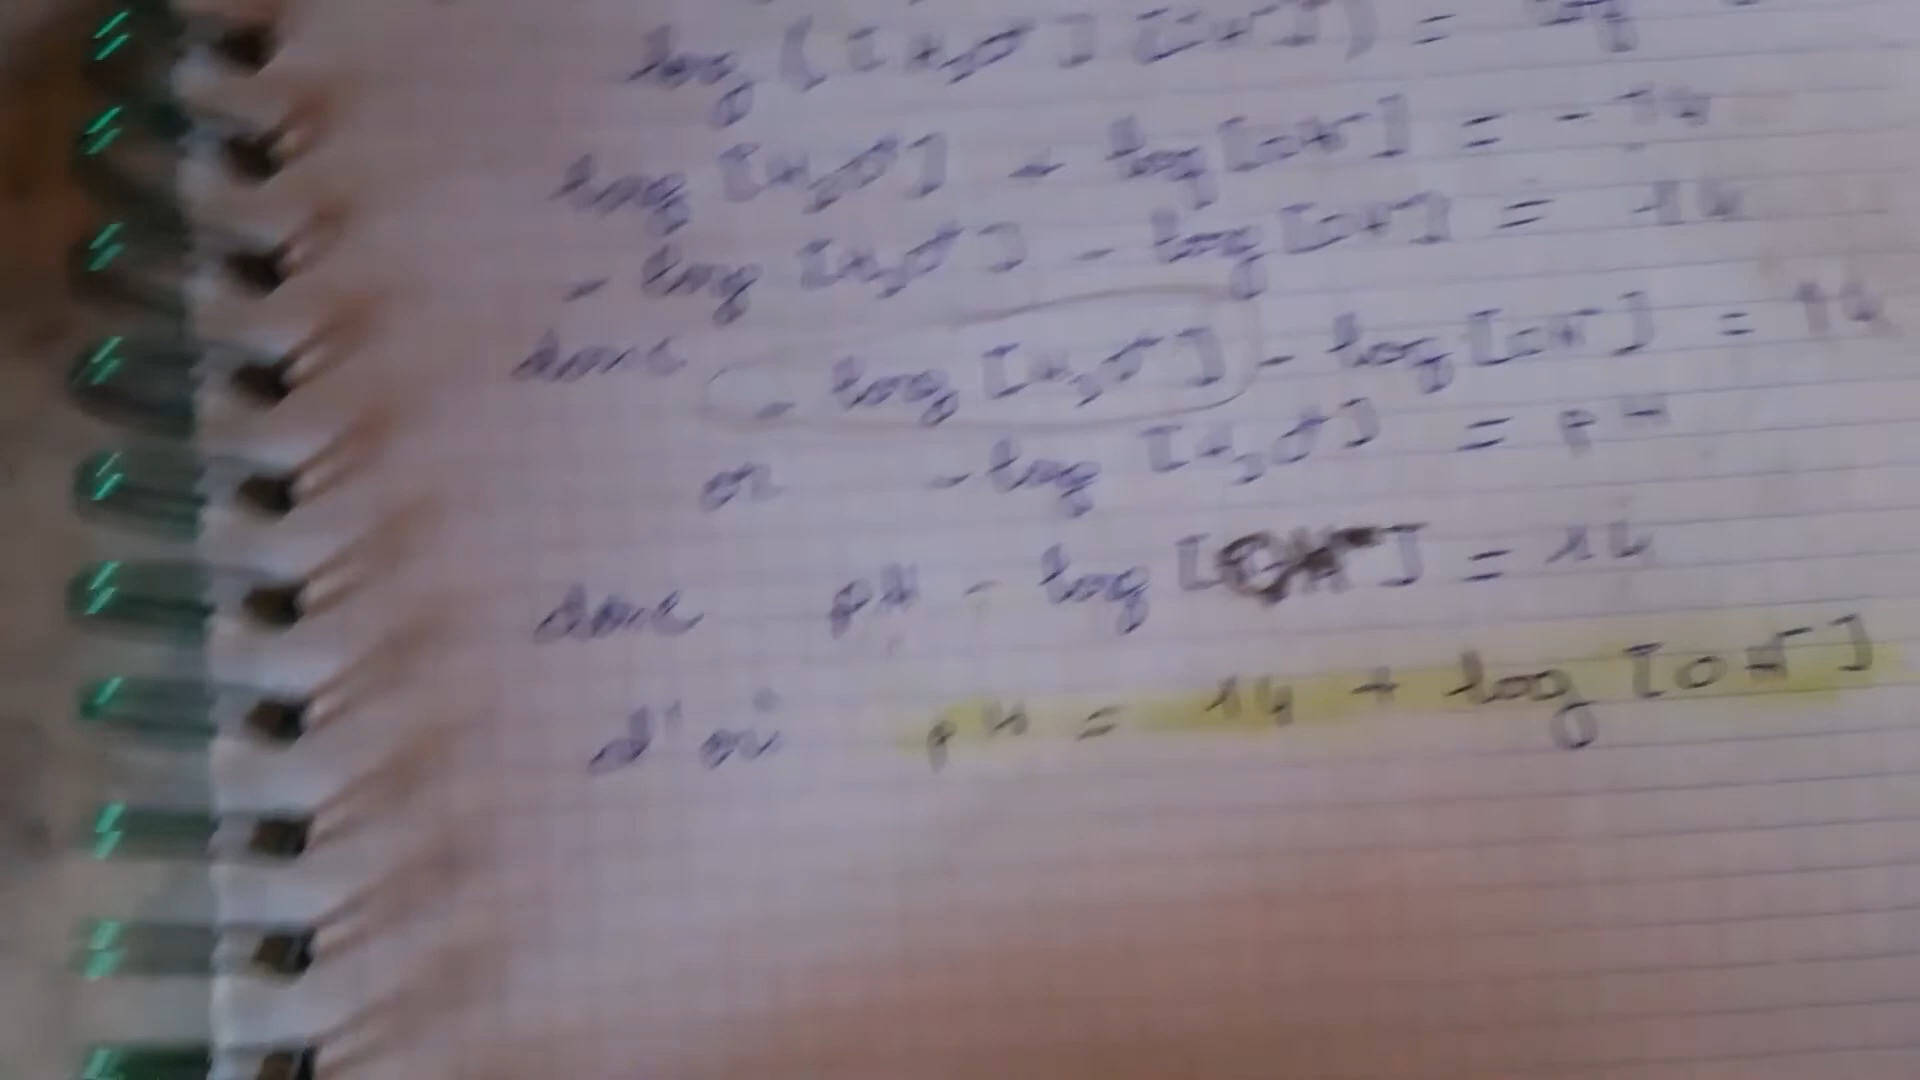 log([H₃O⁺][OH⁻]) = log
log [H₃O⁺] + log[OH⁻] = -14
- log [H₃O⁺] - log[OH⁻] = 14
donc - log [H₃O⁺] - log [OH⁻] = 14
or - log [H₃O⁺] = pH
donc pH - log [OH⁻] = 14
d'où pH = 14 + log [OH⁻]